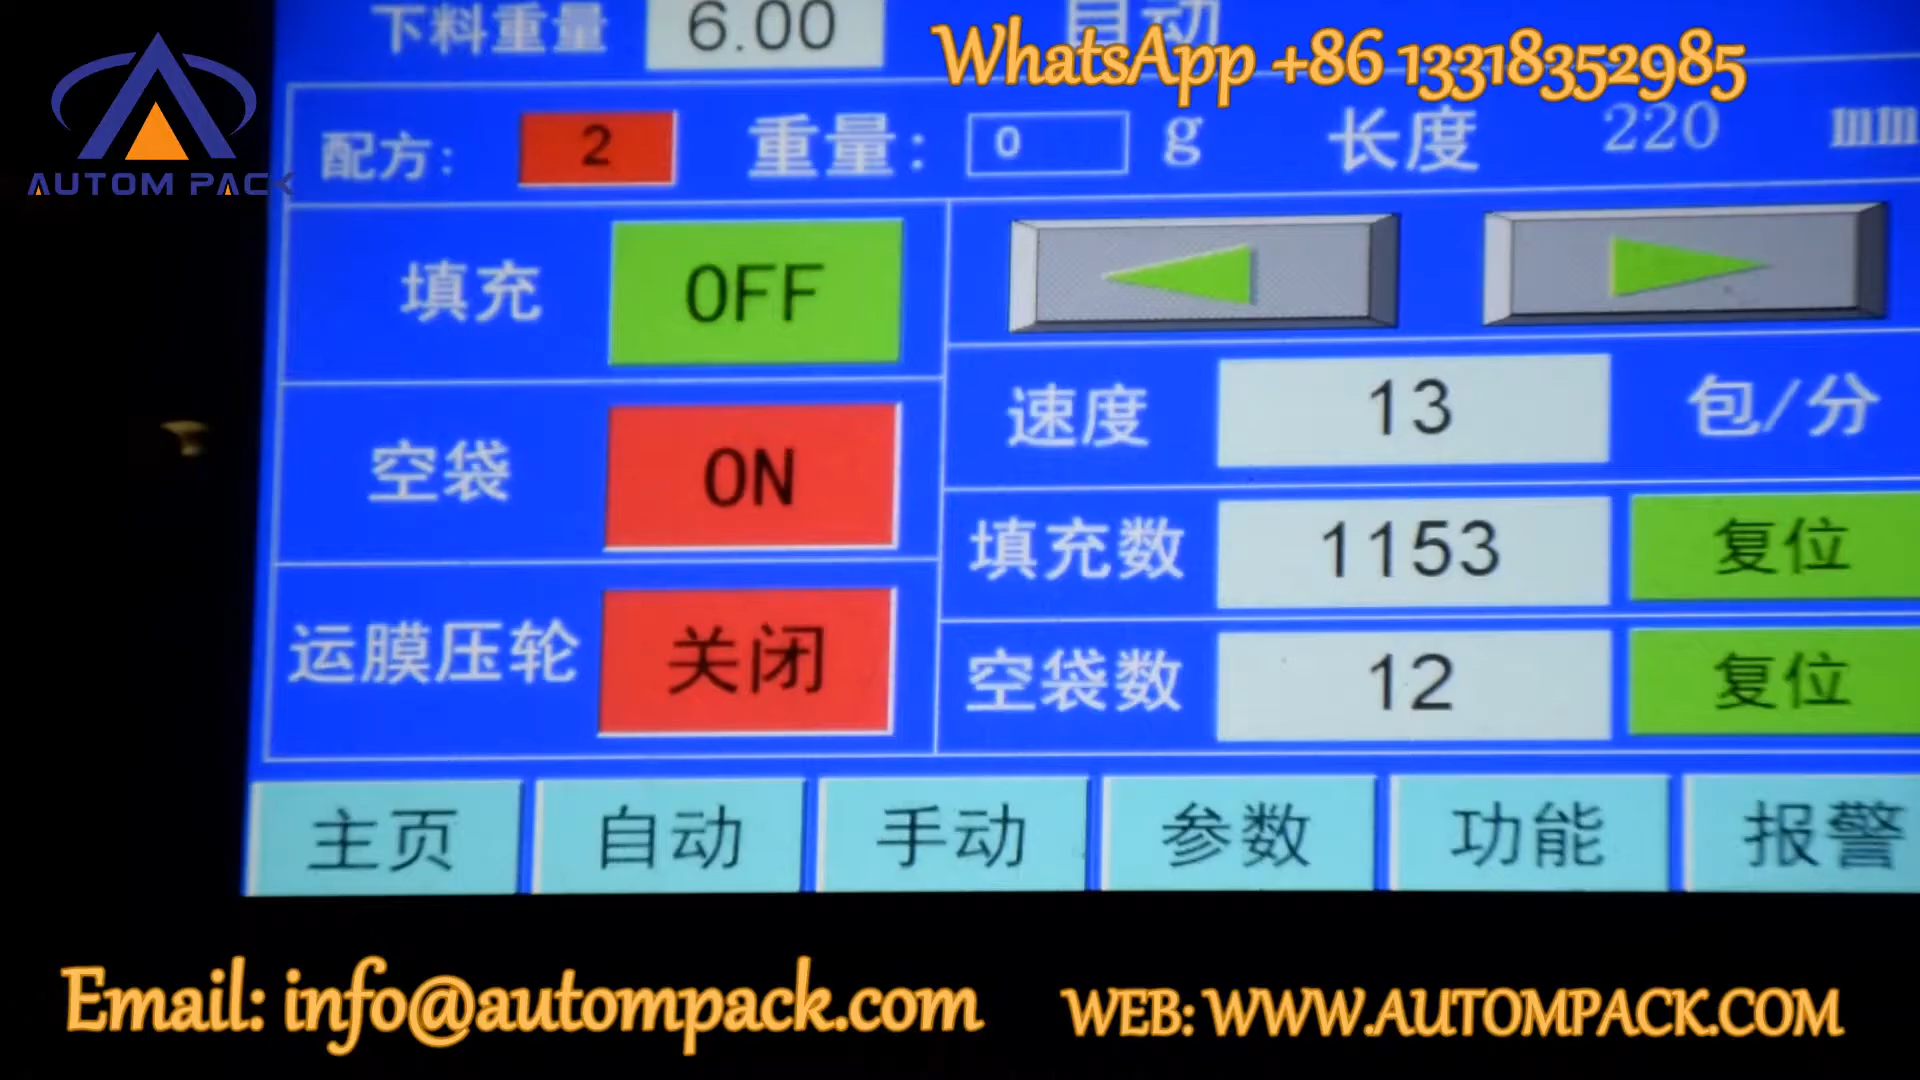 下料重量 6.00 自动
WhatsApp +86 13318352985
AUTOM PACK
配方: 2 重量: 0 g 长度 220 mm
填充 OFF
空袋 ON
运膜压轮 关闭
速度 13 包/分
填充数 1153 复位
空袋数 12 复位
主页 自动 手动 参数 功能 报警
Email: info@autompack.com
WEB: WWW.AUTOMPACK.COM